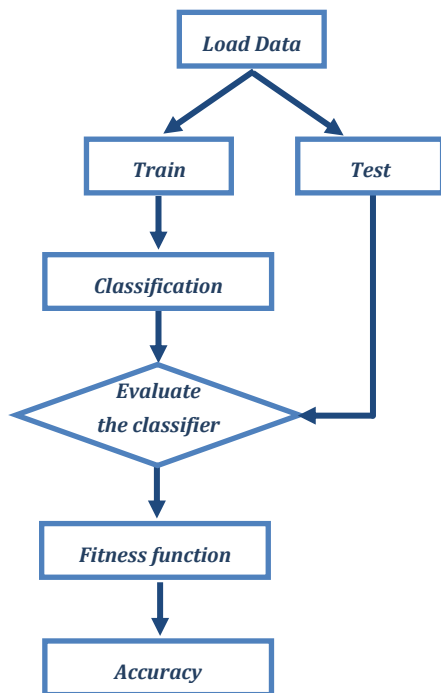 Load Data
Train
Test
Classification
Evaluate
the classifier
Fitness function
Accuracy